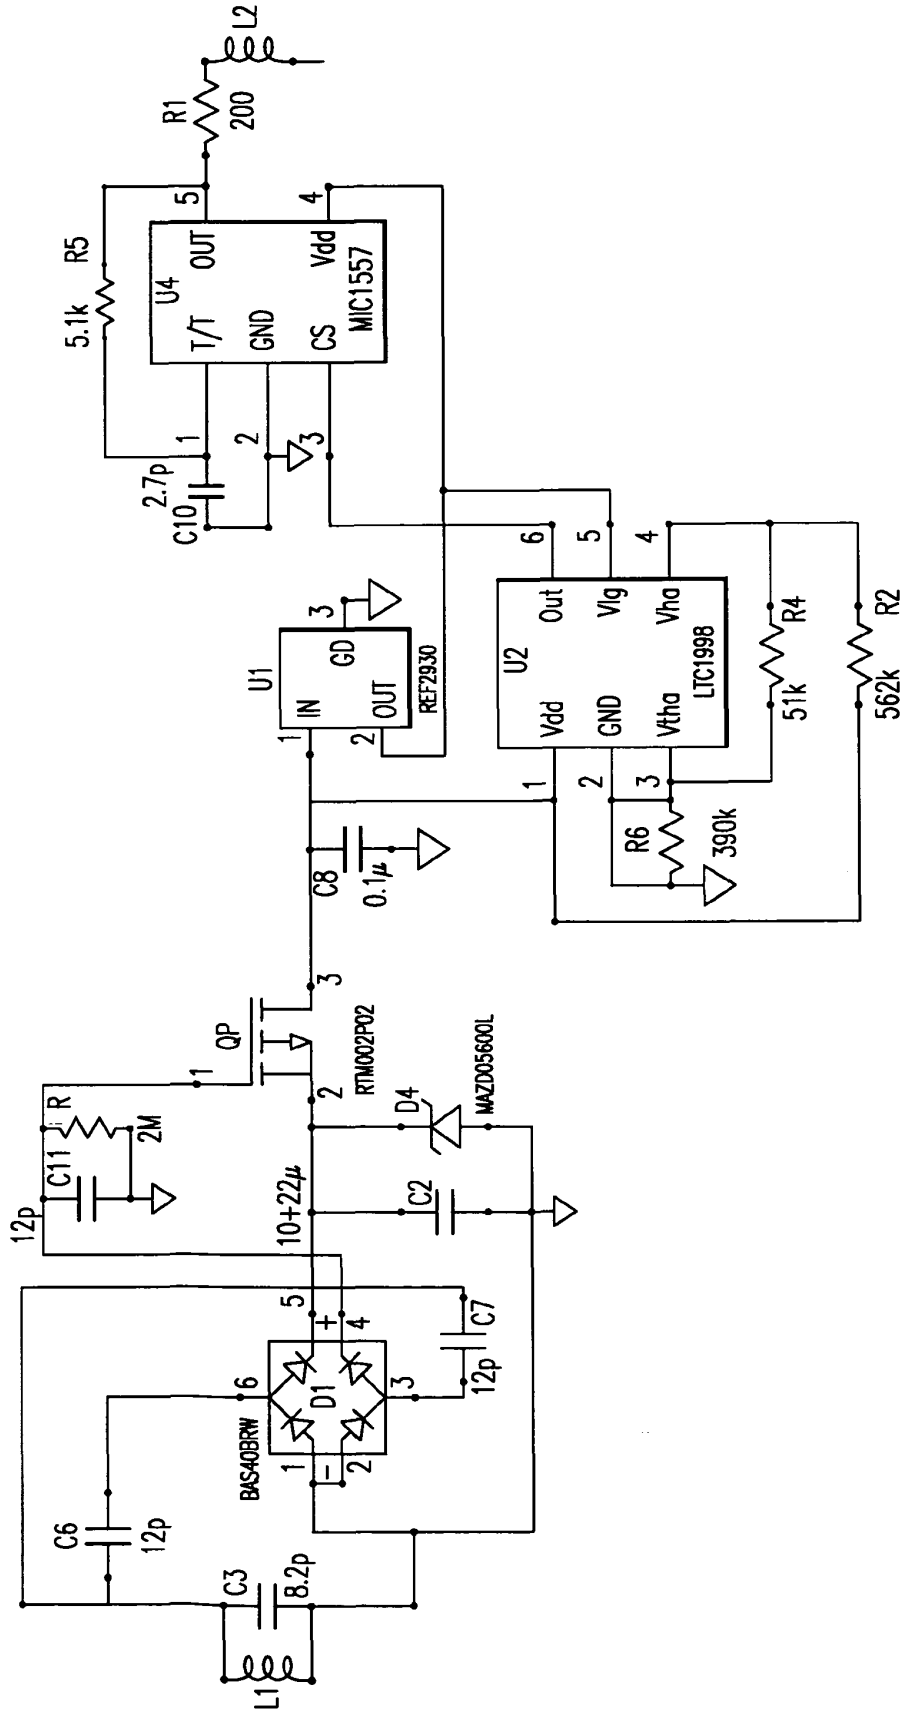 L1
C3
8.2p
C6
12p
BAS40BRW
D1
1
2
3
4
5
6
+
-
C7
12p
12p
C11
R
2M
10+22μ
C2
D4
MAZD05600L
QP
1
2
3
RTM002P02
C8
0.1μ
U1
IN
OUT
GD
1
2
3
REF2930
U2
Vdd
GND
Vtha
Out
Vlg
Vha
LTC1998
1
2
3
4
5
6
R6
390k
R4
51k
R2
562k
C10
2.7p
R5
5.1k
U4
T/T
GND
CS
OUT
Vdd
MIC1557
1
2
3
4
5
R1
200
L2